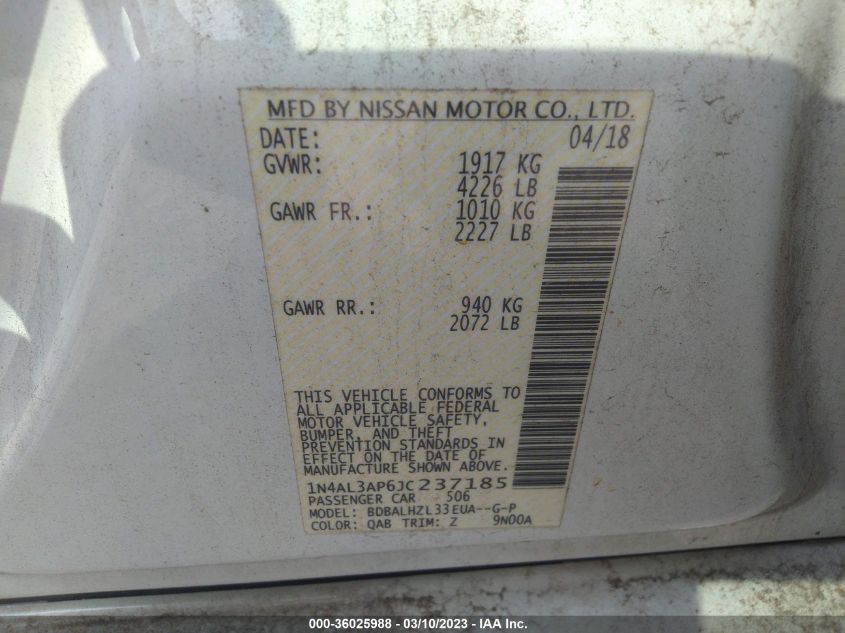 MFD BY NISSAN MOTOR CO., LTD.
DATE: 04/18
GVWR: 1917 KG
4226 LB
GAWR FR.: 1010 KG
2227 LB
GAWR RR.: 940 KG
2072 LB
THIS VEHICLE CONFORMS TO
ALL APPLICABLE FEDERAL
MOTOR VEHICLE SAFETY,
BUMPER, AND THEFT
PREVENTION STANDARDS IN
EFFECT ON THE DATE OF
MANUFACTURE SHOWN ABOVE.
1N4AL3AP6JC237185
PASSENGER CAR 506
MODEL: BDBALHZL33EUA--G-P
COLOR: QAB TRIM: Z 9N00A
000-36025988 — 03/10/2023 — © IAA Inc.